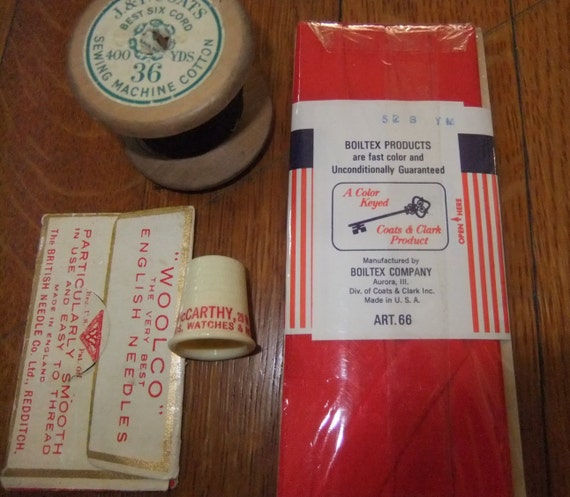 J. & P. COATS
BEST SIX CORD
400 YDS
36
SEWING MACHINE COTTON
52 8 YM
BOILTEX PRODUCTS
are fast color and
Unconditionally Guaranteed
A Color
Keyed
Coats & Clark
Product
OPEN HERE
Manufactured by
BOILTEX COMPANY
Aurora, Ill.
Div. of Coats & Clark Inc.
Made in U. S. A.
ART. 66
"WOOLCO"
THE VERY BEST
ENGLISH NEEDLES
PARTICULARLY SMOOTH
IN USE AND EASY TO THREAD
MADE IN ENGLAND
The BRITISH NEEDLE Co. Ltd., REDDITCH.
McCARTHY,
WATCHES &